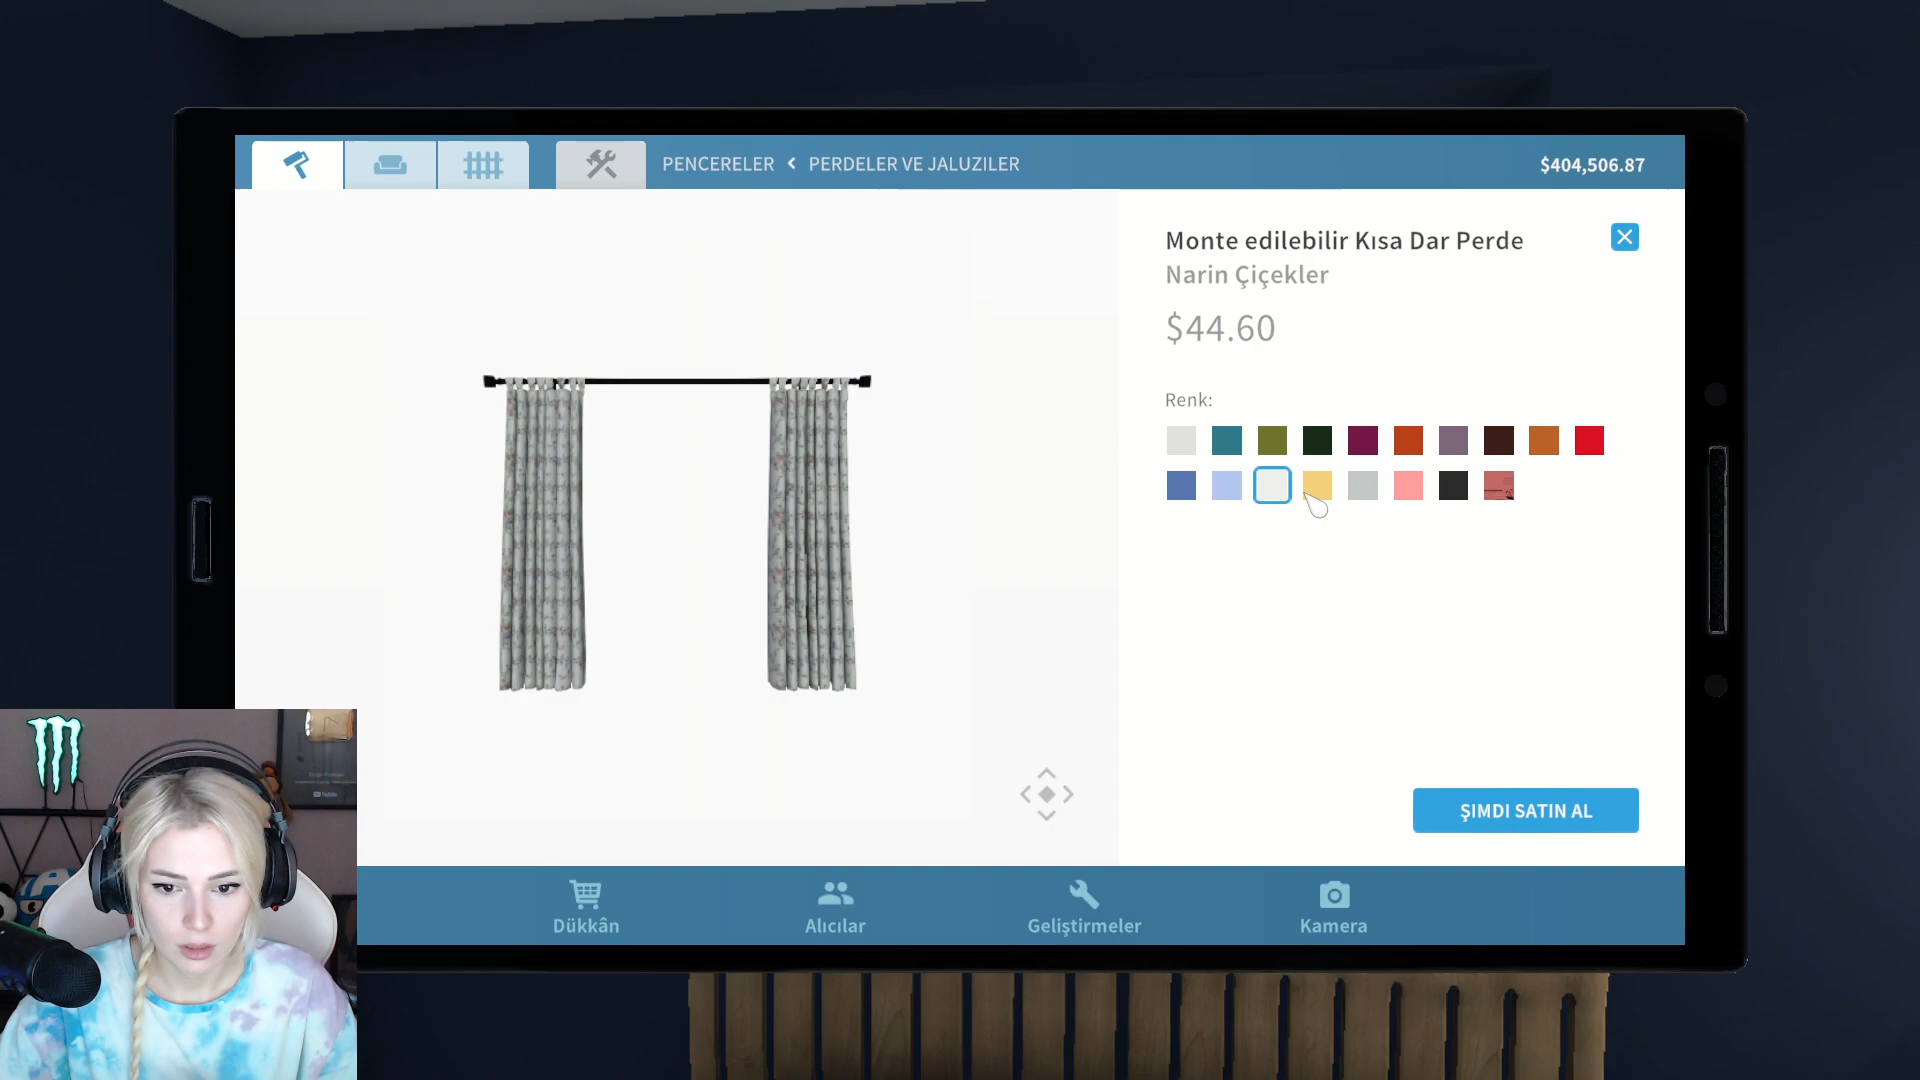 PENCERELER < PERDELER VE JALUZILER
$404,506.87
Monte edilebilir Kısa Dar Perde
Narin Çiçekler
$44.60
Renk:
ŞIMDI SATIN AL
Dükkân
Alıcılar
Geliştirmeler
Kamera